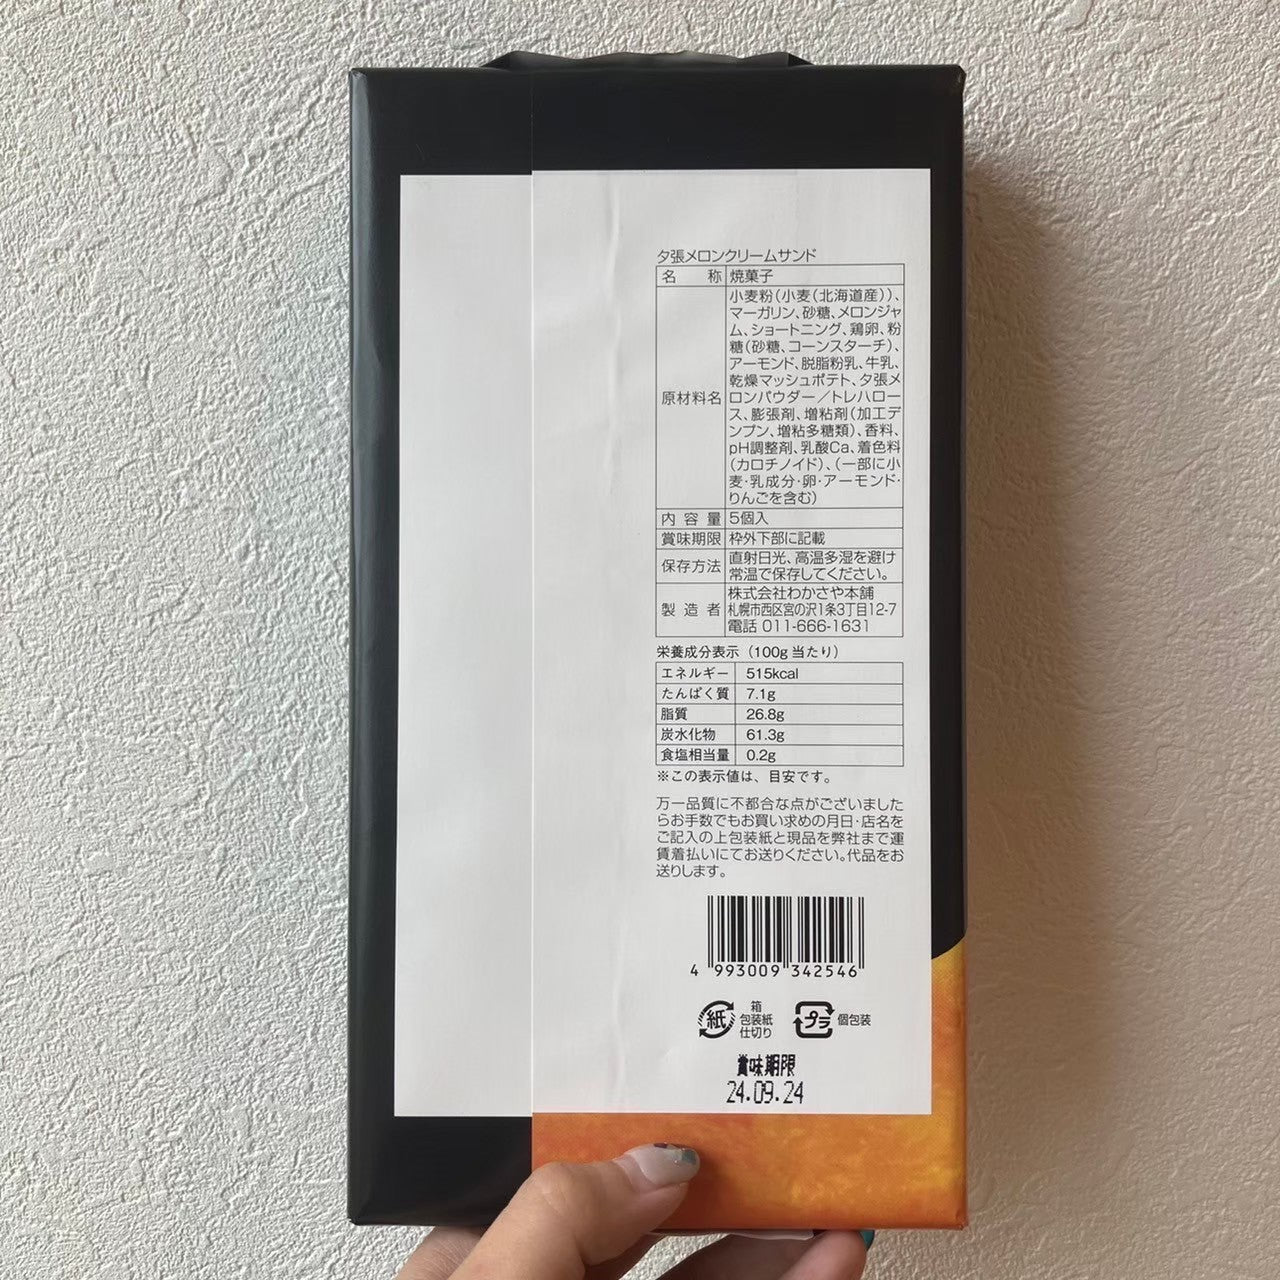 夕張メロンクリームサンド
名称 焼菓子
原材料名 小麦粉(小麦(北海道産))、
マーガリン、砂糖、メロンジャ
ム、ショートニング、鶏卵、粉
糖(砂糖、コーンスターチ)、
アーモンド、脱脂粉乳、牛乳、
乾燥マッシュポテト、夕張メ
ロンパウダー／トレハロー
ス、膨張剤、増粘剤(加工デ
ンプン、増粘多糖類)、香料、
pH調整剤、乳酸Ca、着色料
(カロチノイド)、(一部に小
麦・乳成分・卵・アーモンド・
りんごを含む)
内容量 5個入
賞味期限 枠外下部に記載
保存方法 直射日光、高温多湿を避け
常温で保存してください。
製造者 株式会社わかさや本舗
札幌市西区宮の沢1条3丁目12-7
電話 011-666-1631
栄養成分表示(100g当たり)
エネルギー 515kcal
たんぱく質 7.1g
脂質 26.8g
炭水化物 61.3g
食塩相当量 0.2g
※この表示値は、目安です。
万一品質に不都合な点がございました
らお手数でもお買い求めの月日・店名を
ご記入の上包装紙と現品を弊社まで運
賃着払いにてお送りください。代品をお
送りします。
4 993009 342546
紙 箱
包装紙
仕切り
プラ 個包装
賞味期限
24.09.24